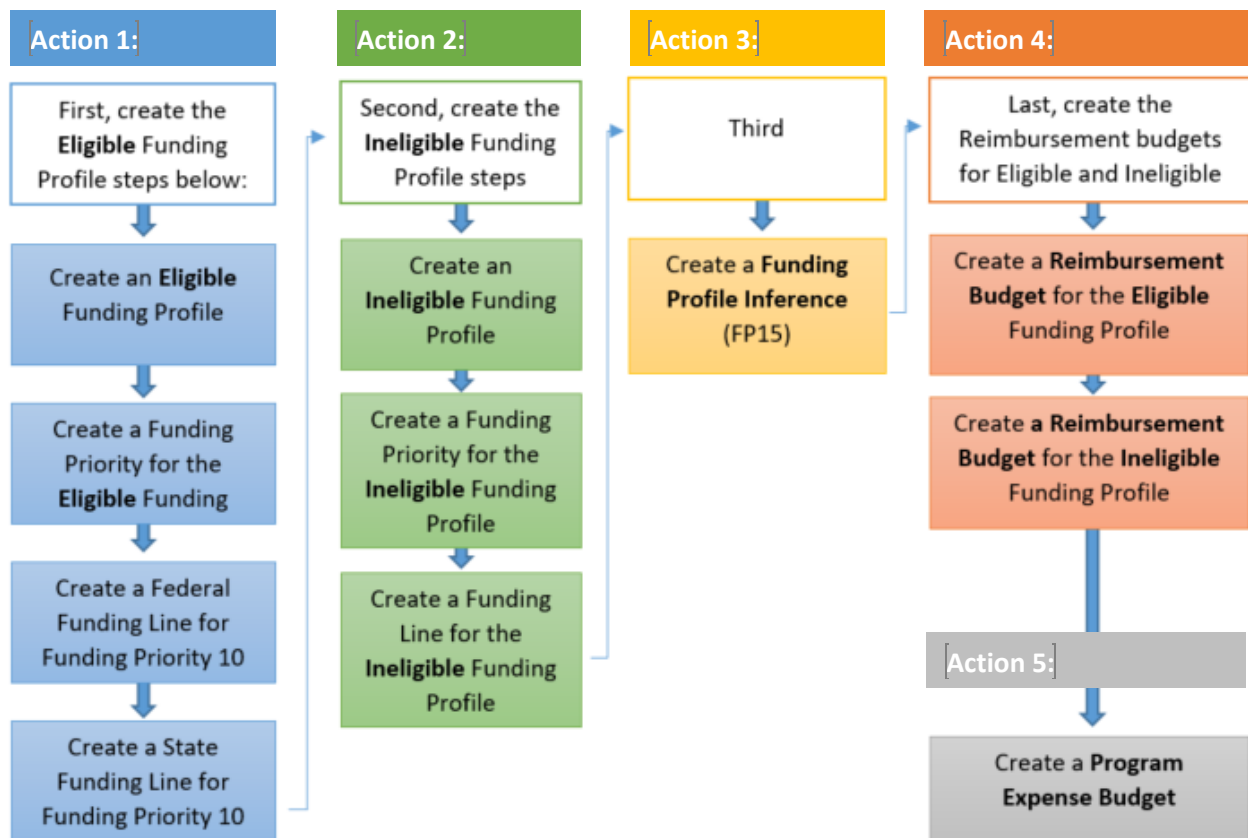 Action 1:
First, create the
Eligible Funding
Profile steps below:
Create an Eligible
Funding Profile
Create a Funding
Priority for the
Eligible Funding
Create a Federal
Funding Line for
Funding Priority 10
Create a State
Funding Line for
Funding Priority 10
Action 2:
Second, create the
Ineligible Funding
Profile steps
Create an
Ineligible Funding
Profile
Create a Funding
Priority for the
Ineligible Funding
Profile
Create a Funding
Line for the
Ineligible Funding
Profile
Action 3:
Third
Create a Funding
Profile Inference
(FP15)
Action 4:
Last, create the
Reimbursement budgets
for Eligible and Ineligible
Create a Reimbursement
Budget for the Eligible
Funding Profile
Create a Reimbursement
Budget for the Ineligible
Funding Profile
Action 5:
Create a Program
Expense Budget